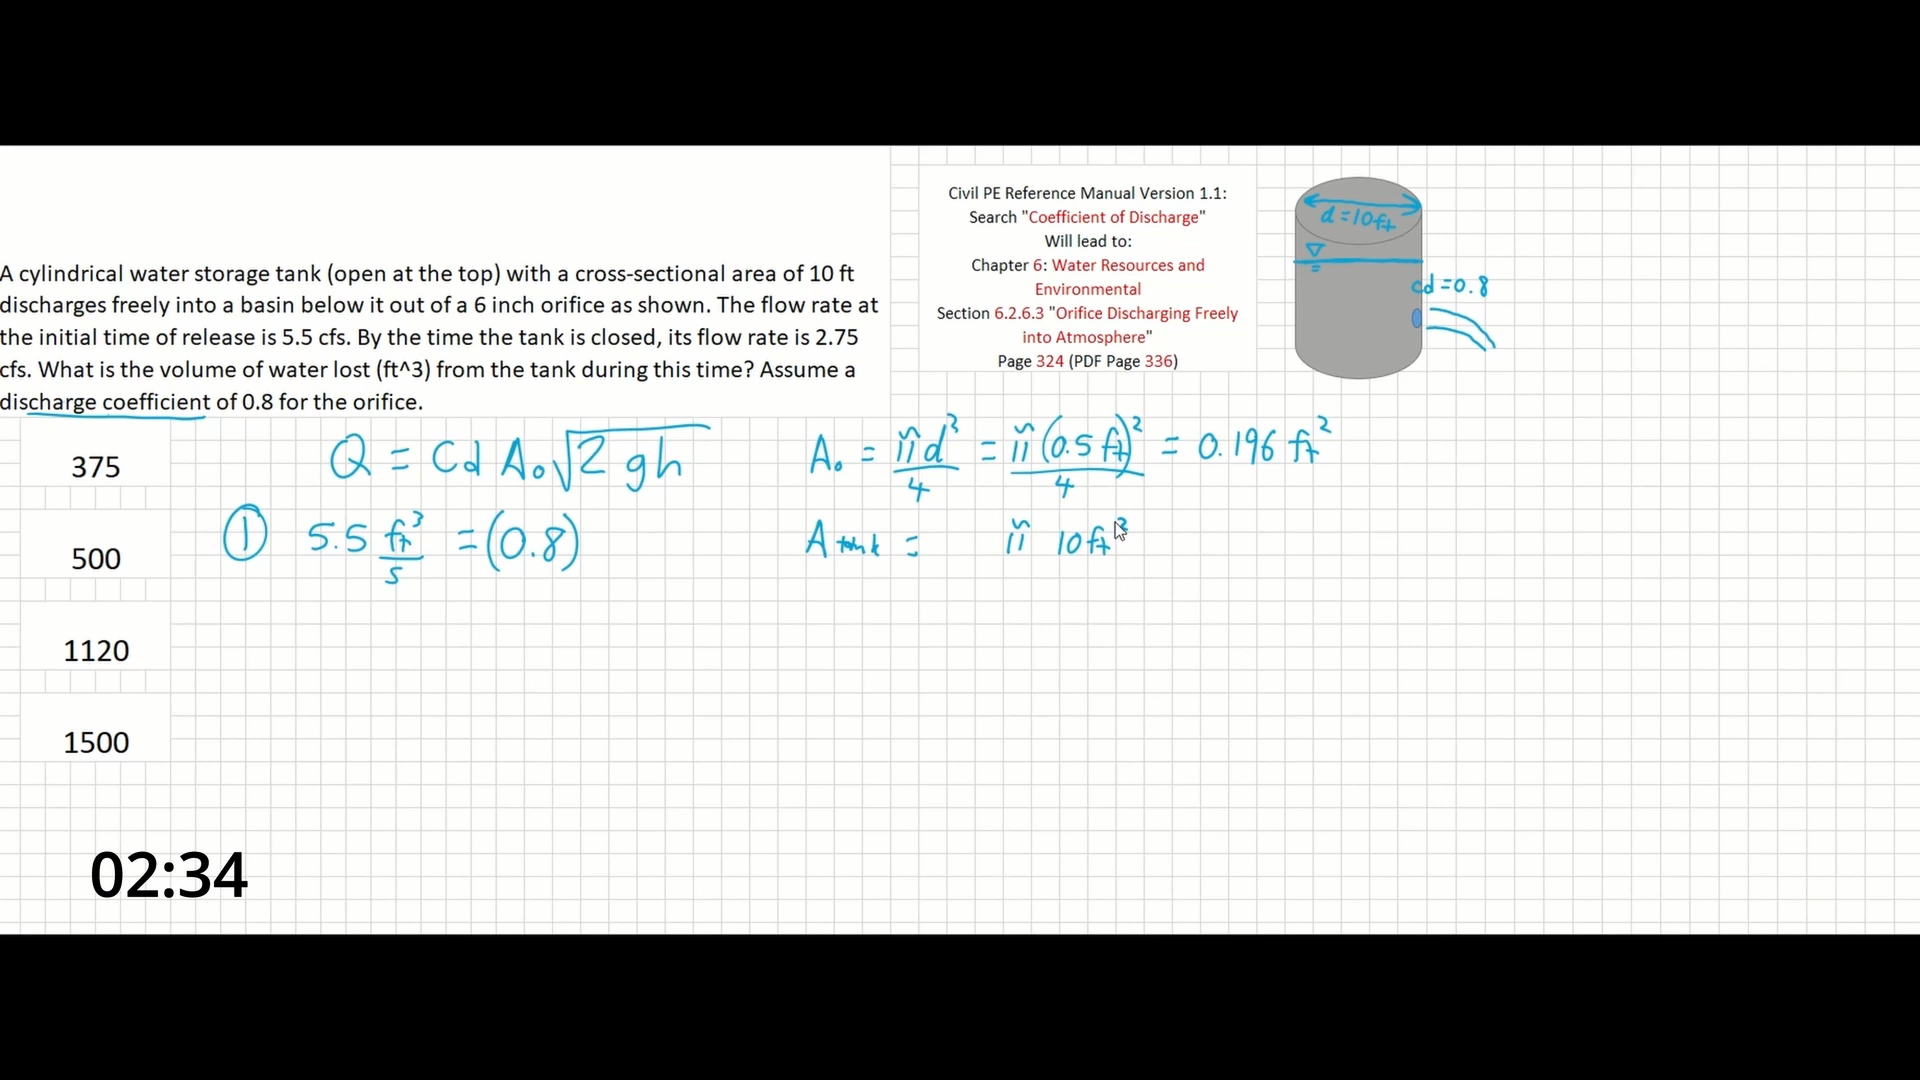 Civil PE Reference Manual Version 1.1:
Search "Coefficient of Discharge"
Will lead to:
Chapter 6: Water Resources and
Environmental
Section 6.2.6.3 "Orifice Discharging Freely
into Atmosphere"
Page 324 (PDF Page 336)
d = 10ft
cd = 0.8
A cylindrical water storage tank (open at the top) with a cross-sectional area of 10 ft
discharges freely into a basin below it out of a 6 inch orifice as shown. The flow rate at
the initial time of release is 5.5 cfs. By the time the tank is closed, its flow rate is 2.75
cfs. What is the volume of water lost (ft^3) from the tank during this time? Assume a
discharge coefficient of 0.8 for the orifice.
375
500
1120
1500
Q = Cd Ao √2 gh
① 5.5 ft³/s = (0.8)
Ao = πd²/4 = π(0.5 ft)²/4 = 0.196 ft²
A tank = π 10ft²
02:34